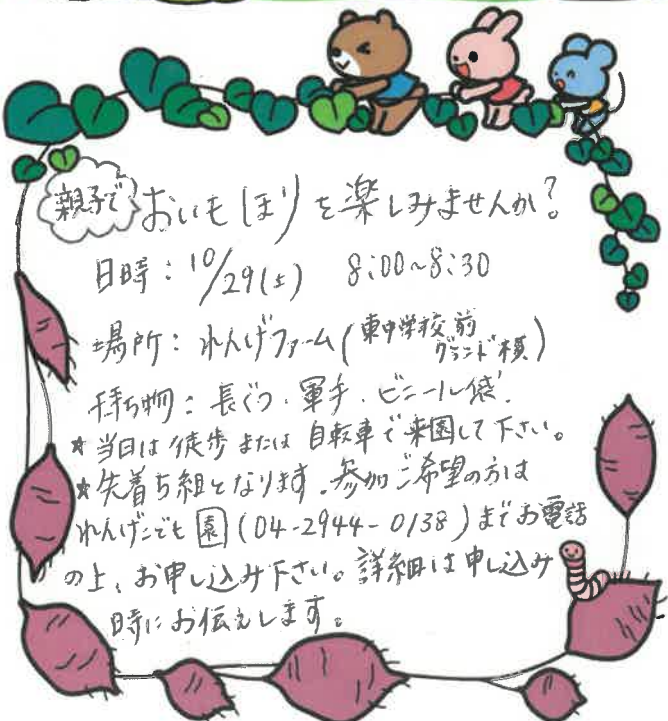 親子で おいもほりを楽しみませんか?
日時:10/29(土) 8:00~8:30
場所:れんげファーム(東中学校前
グランド横)
持ち物:長ぐつ、軍手、ビニール袋.
★当日は徒歩または自転車で来園して下さい。
★先着5組となります。参加ご希望の方は
れんげこども園(04-2944-0138)までお電話
の上、お申し込み下さい。詳細は申し込み
時にお伝えします。